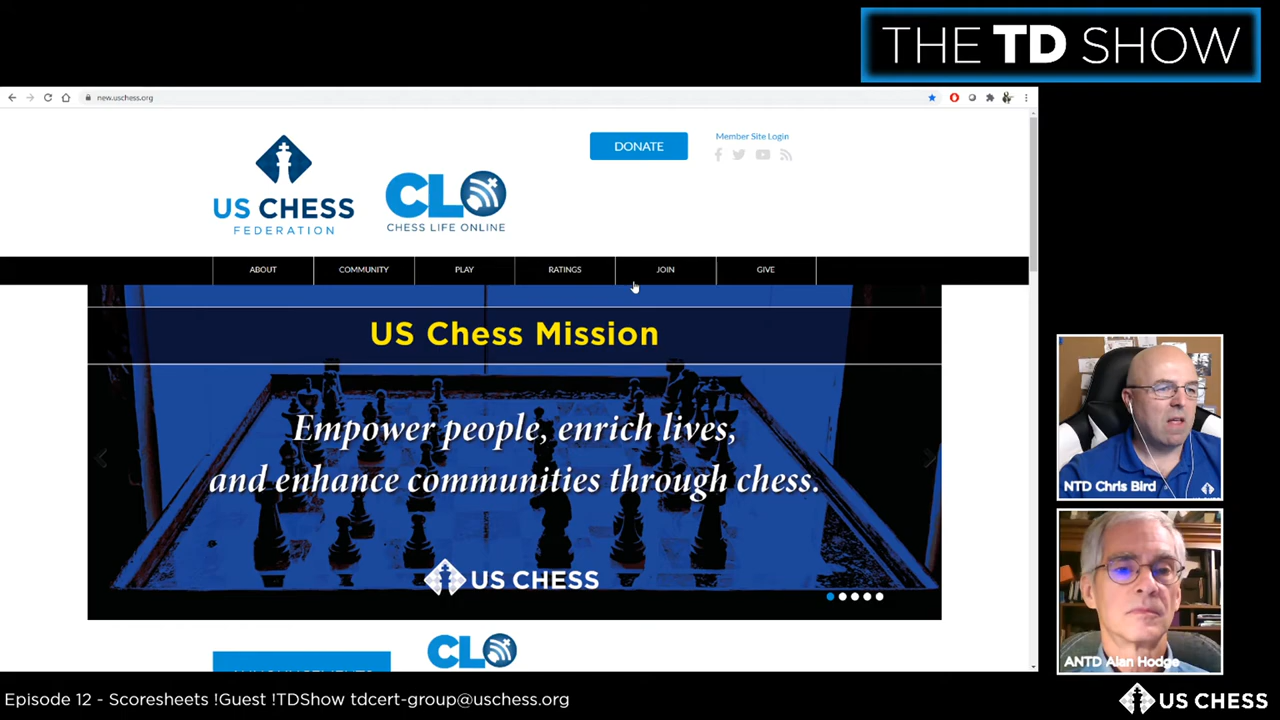 THE TD SHOW
new.uschess.org
DONATE
Member Site Login
US CHESS
FEDERATION
CLO
CHESS LIFE ONLINE
ABOUT
COMMUNITY
PLAY
RATINGS
JOIN
GIVE
US Chess Mission
Empower people, enrich lives,
and enhance communities through chess.
US CHESS
CLO
ANNOUNCEMENTS
NTD Chris Bird
ANTD Alan Hodge
Episode 12 - Scoresheets !Guest !TDShow tdcert-group@uschess.org
US CHESS